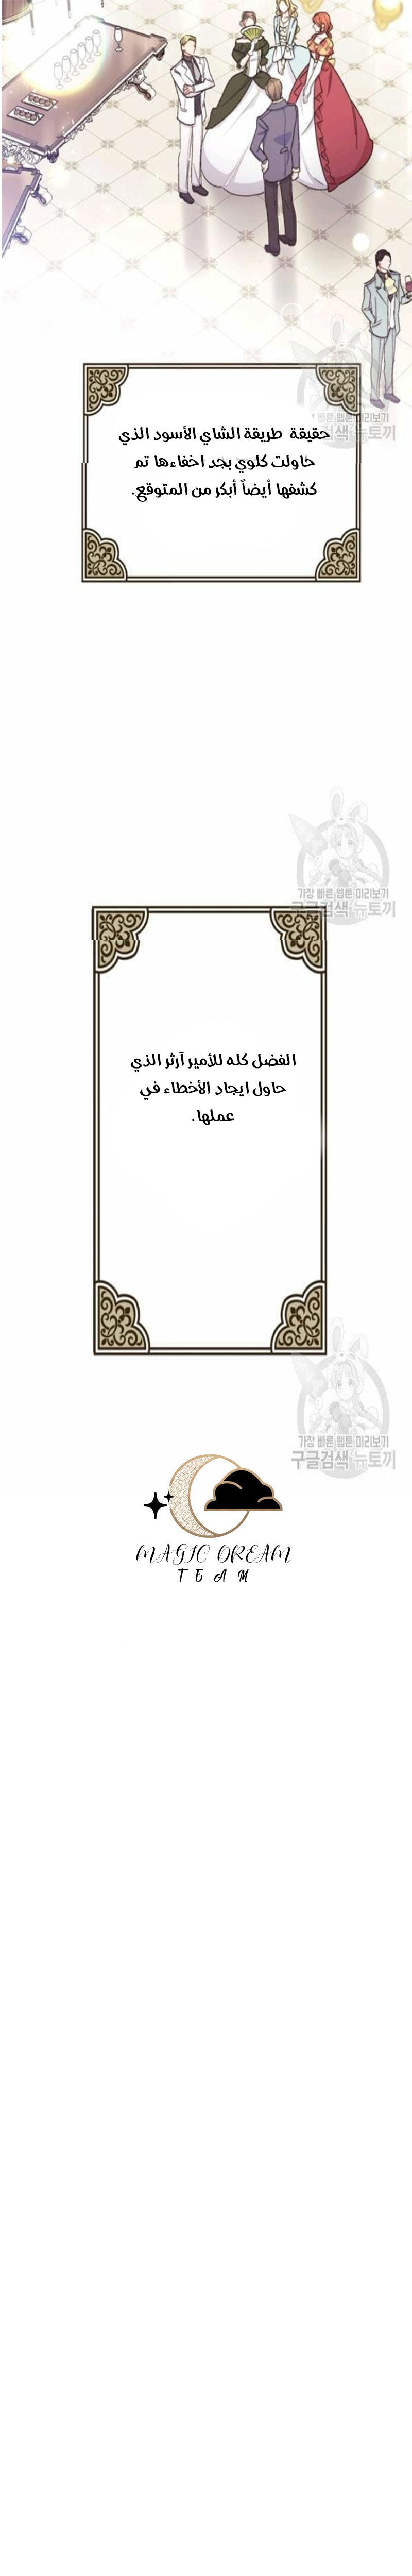 가장 빠른 웹툰 미리보기
구글검색 뉴토끼
حقيقة طريقة الشاي الأسود الذي
حاولت كلوي بجد اخفاءها تم
كشفها أيضاً أبكر من المتوقع.
가장 빠른 웹툰 미리보기
구글검색 뉴토끼
الفضل كله للأمير آرثر الذي
حاول ايجاد الأخطاء في
عملها.
가장 빠른 웹툰 미리보기
구글검색 뉴토끼
MAGIC DREAM
TEAM